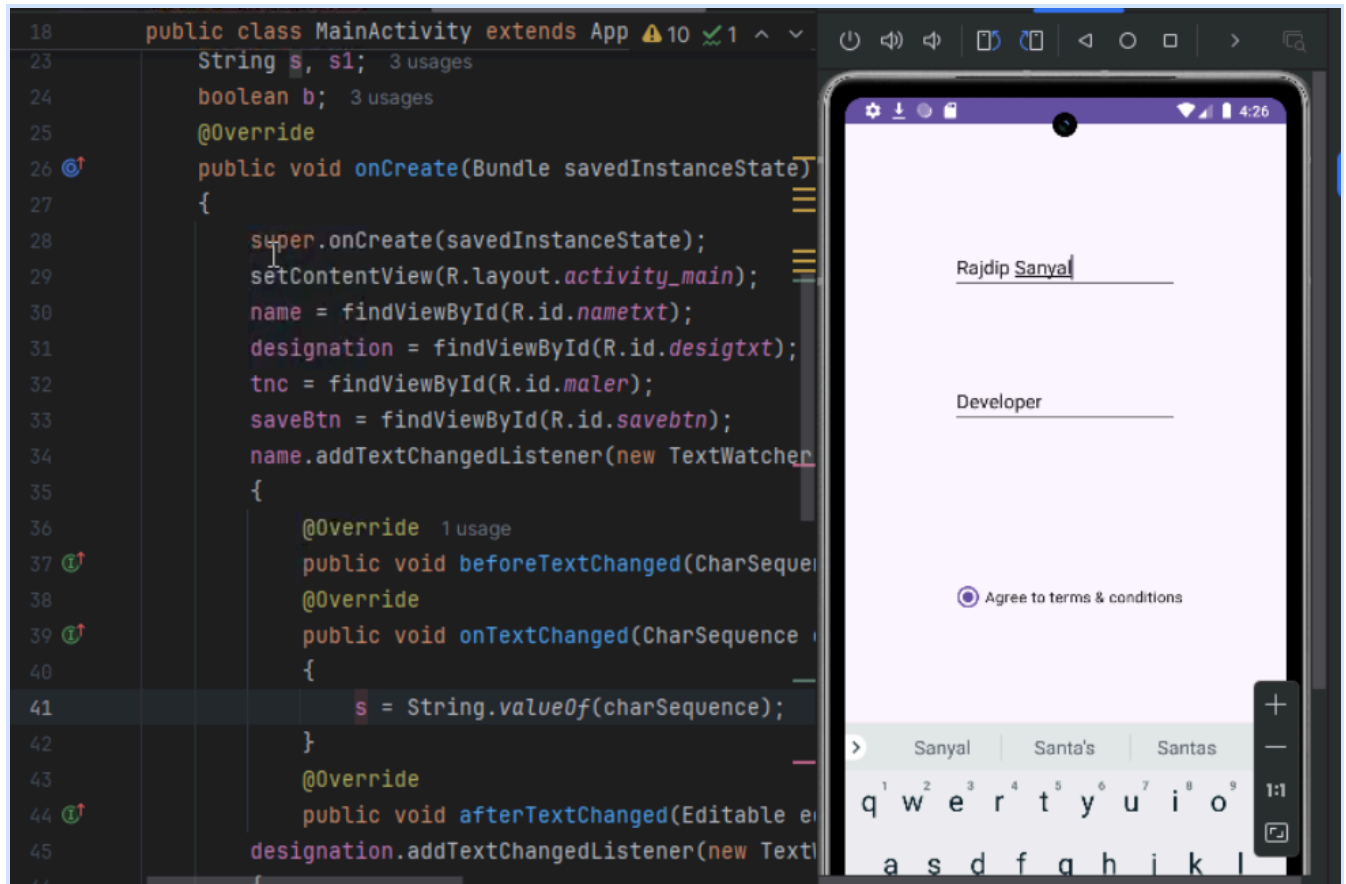 18 public class MainActivity extends App 10 1
23 String s, s1; 3 usages
24 boolean b; 3 usages
25 @Override
26 public void onCreate(Bundle savedInstanceState)
27 {
28 super.onCreate(savedInstanceState);
29 setContentView(R.layout.activity_main);
30 name = findViewById(R.id.nametxt);
31 designation = findViewById(R.id.desigtxt);
32 tnc = findViewById(R.id.maler);
33 saveBtn = findViewById(R.id.savebtn);
34 name.addTextChangedListener(new TextWatcher
35 {
36 @Override 1 usage
37 public void beforeTextChanged(CharSeque
38 @Override
39 public void onTextChanged(CharSequence
40 {
41 s = String.valueOf(charSequence);
42 }
43 @Override
44 public void afterTextChanged(Editable e
45 designation.addTextChangedListener(new Text
4:26
Rajdip Sanyal
Developer
Agree to terms & conditions
Sanyal Santa's Santas
1 2 3 4 5 6 7 8 9
q w e r t y u i o
a s d f g h j k l
1:1